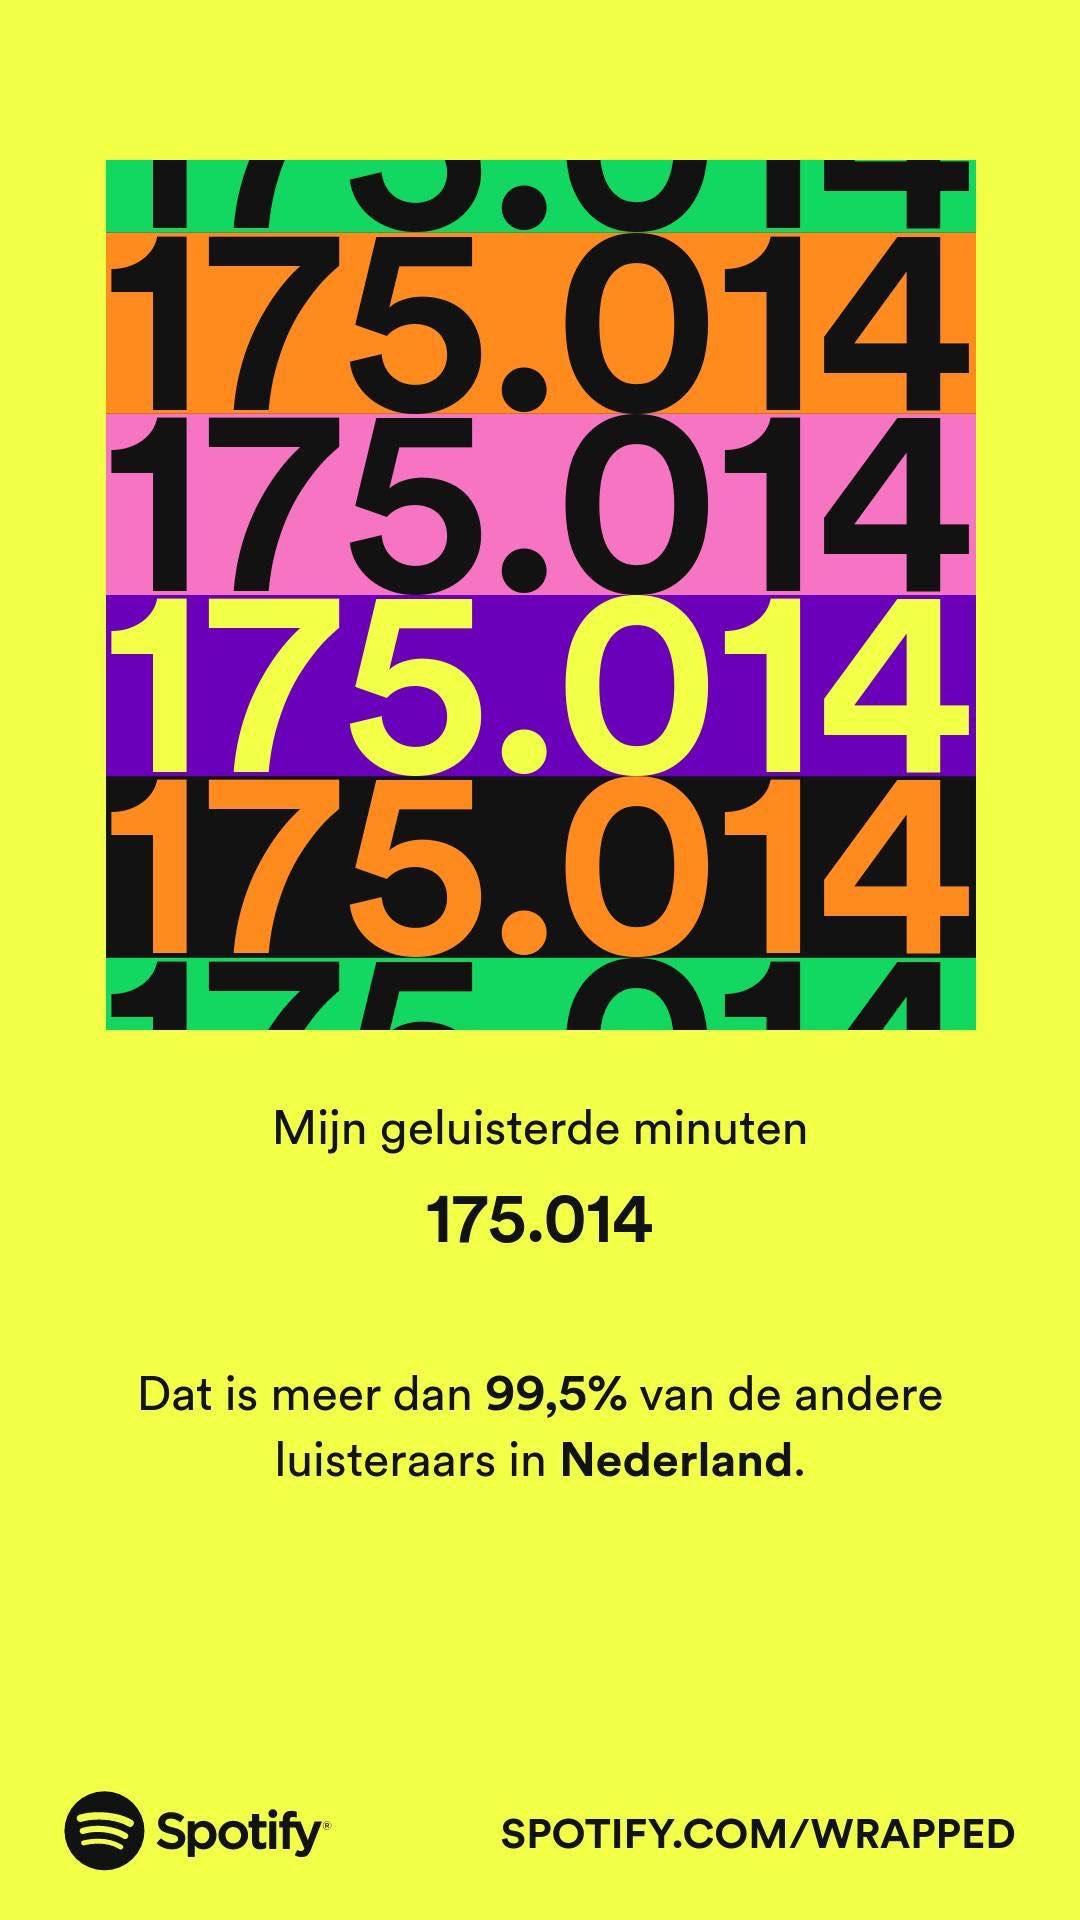 175.014
175.014
175.014
175.014
175.014
175.014
Mijn geluisterde minuten
175.014
Dat is meer dan 99,5% van de andere
luisteraars in Nederland.
Spotify®
SPOTIFY.COM/WRAPPED